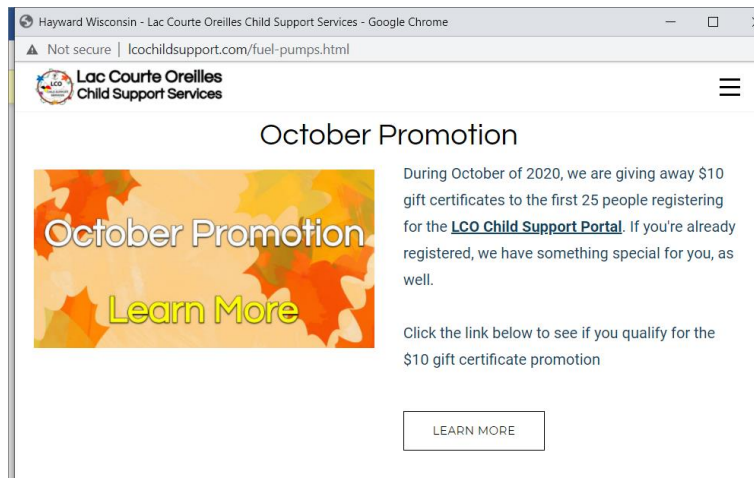 Hayward Wisconsin - Lac Courte Oreilles Child Support Services - Google Chrome
Not secure | lcochildsupport.com/fuel-pumps.html
LCO
Lac Courte Oreilles
Child Support Services
October Promotion
October Promotion
Learn More
During October of 2020, we are giving away $10
gift certificates to the first 25 people registering
for the LCO Child Support Portal. If you're already
registered, we have something special for you, as
well.
Click the link below to see if you qualify for the
$10 gift certificate promotion
LEARN MORE